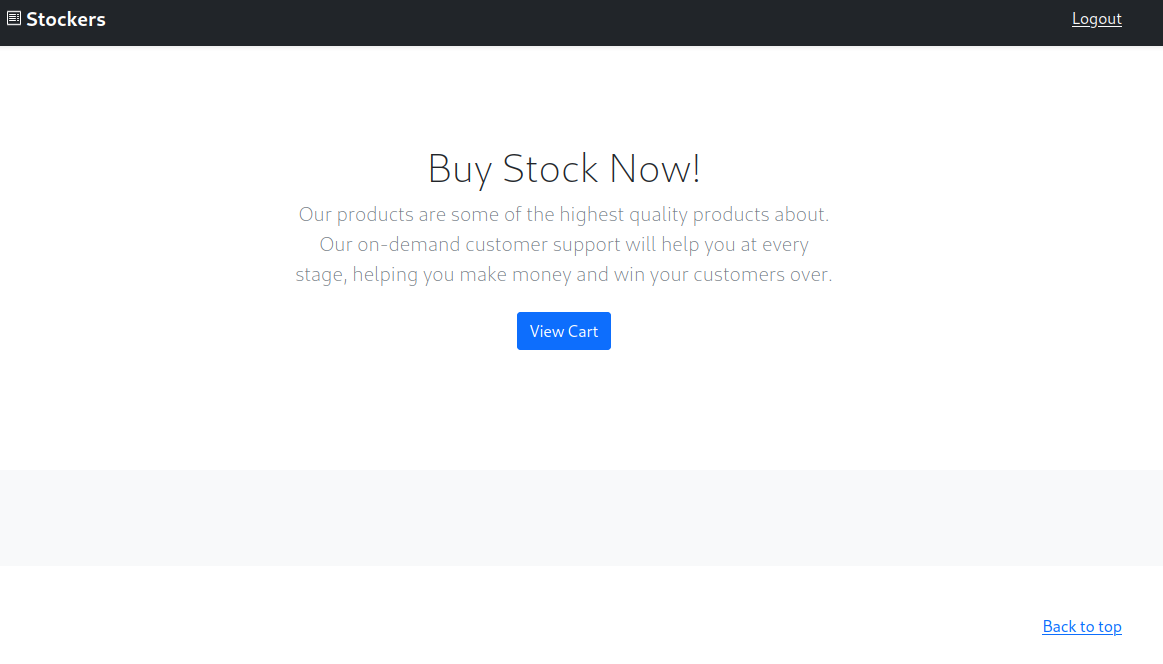 Stockers
Logout
Buy Stock Now!
Our products are some of the highest quality products about.
Our on-demand customer support will help you at every
stage, helping you make money and win your customers over.
View Cart
Back to top